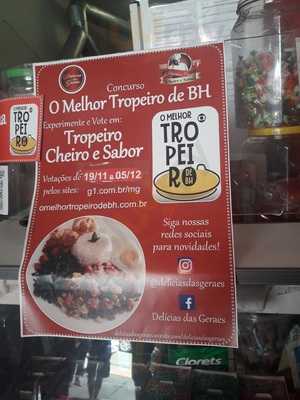 Concurso
O Melhor Tropeiro de BH
Experimente e Vote em:
Tropeiro
Cheiro e Sabor
Votações de 19/11 a 05/12
pelos sites: g1.com.br/mg
omelhortropeirodebh.com.br
O MELHOR
TRO
PEI
RO
DE BH
Siga nossas
redes sociais
para novidades!
@deliciasdasgeraes
Delícias das Geraes
O MELHOR
TRO
PEI
RO
Clorets